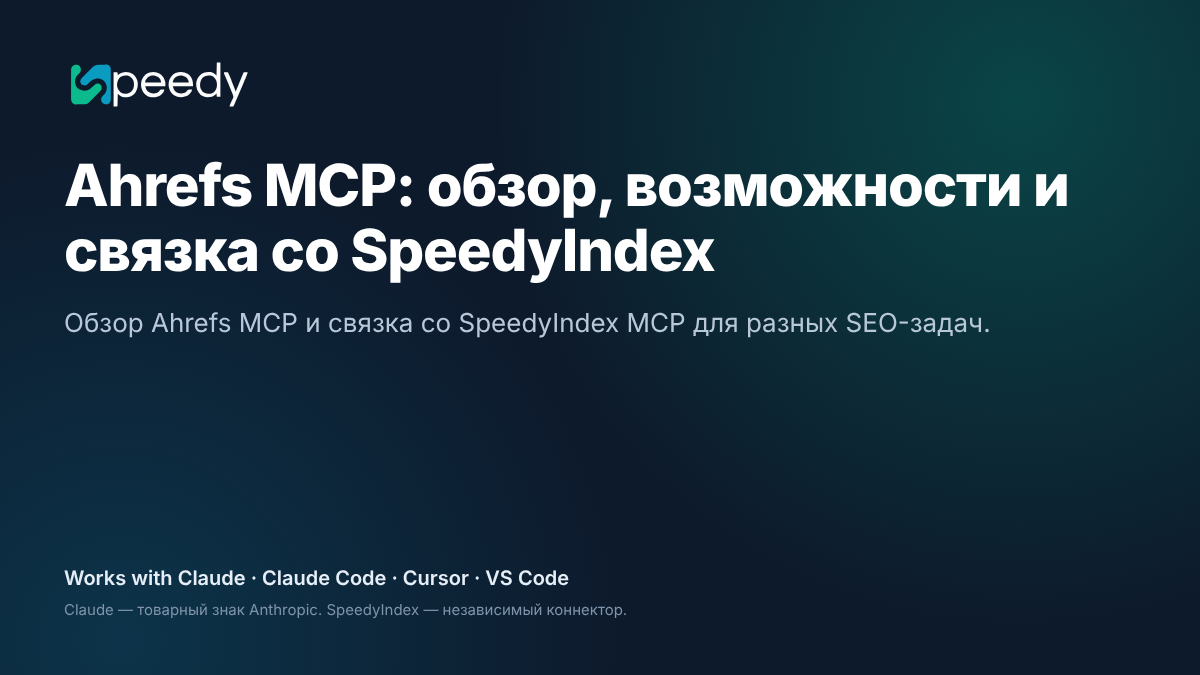 Speedy
Ahrefs MCP: обзор, возможности и
связка со SpeedyIndex
Обзор Ahrefs MCP и связка со SpeedyIndex MCP для разных SEO-задач.
Works with Claude · Claude Code · Cursor · VS Code
Claude — товарный знак Anthropic. SpeedyIndex — независимый коннектор.